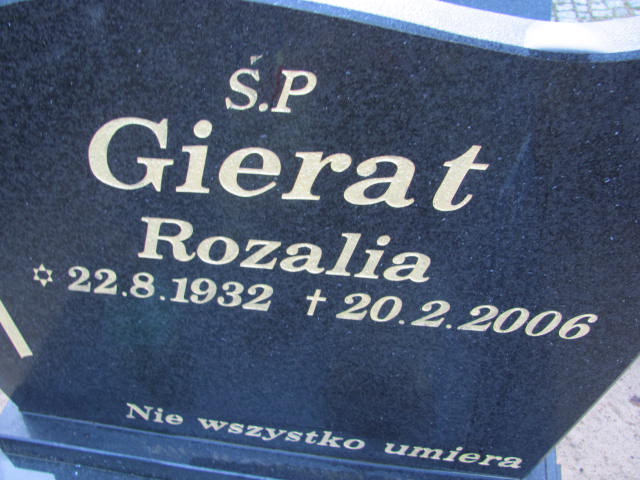 Ś.P
Gierat
Rozalia
✡ 22.8.1932 † 20.2.2006
Nie wszystko umiera